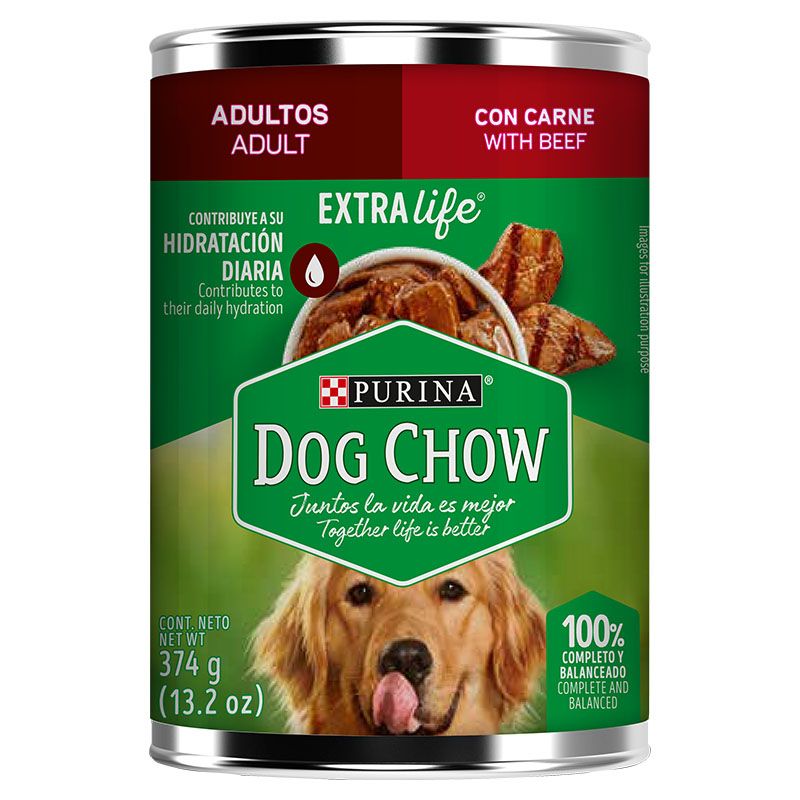 ADULTOS
ADULT
CON CARNE
WITH BEEF
EXTRA life®
CONTRIBUYE A SU
HIDRATACIÓN
DIARIA
Contributes to
their daily hydration
Images for illustration purpose
PURINA®
DOG CHOW
Juntos la vida es mejor
Together life is better
CONT. NETO
NET WT
374 g
(13.2 oz)
100%
COMPLETO Y
BALANCEADO
COMPLETE AND
BALANCED